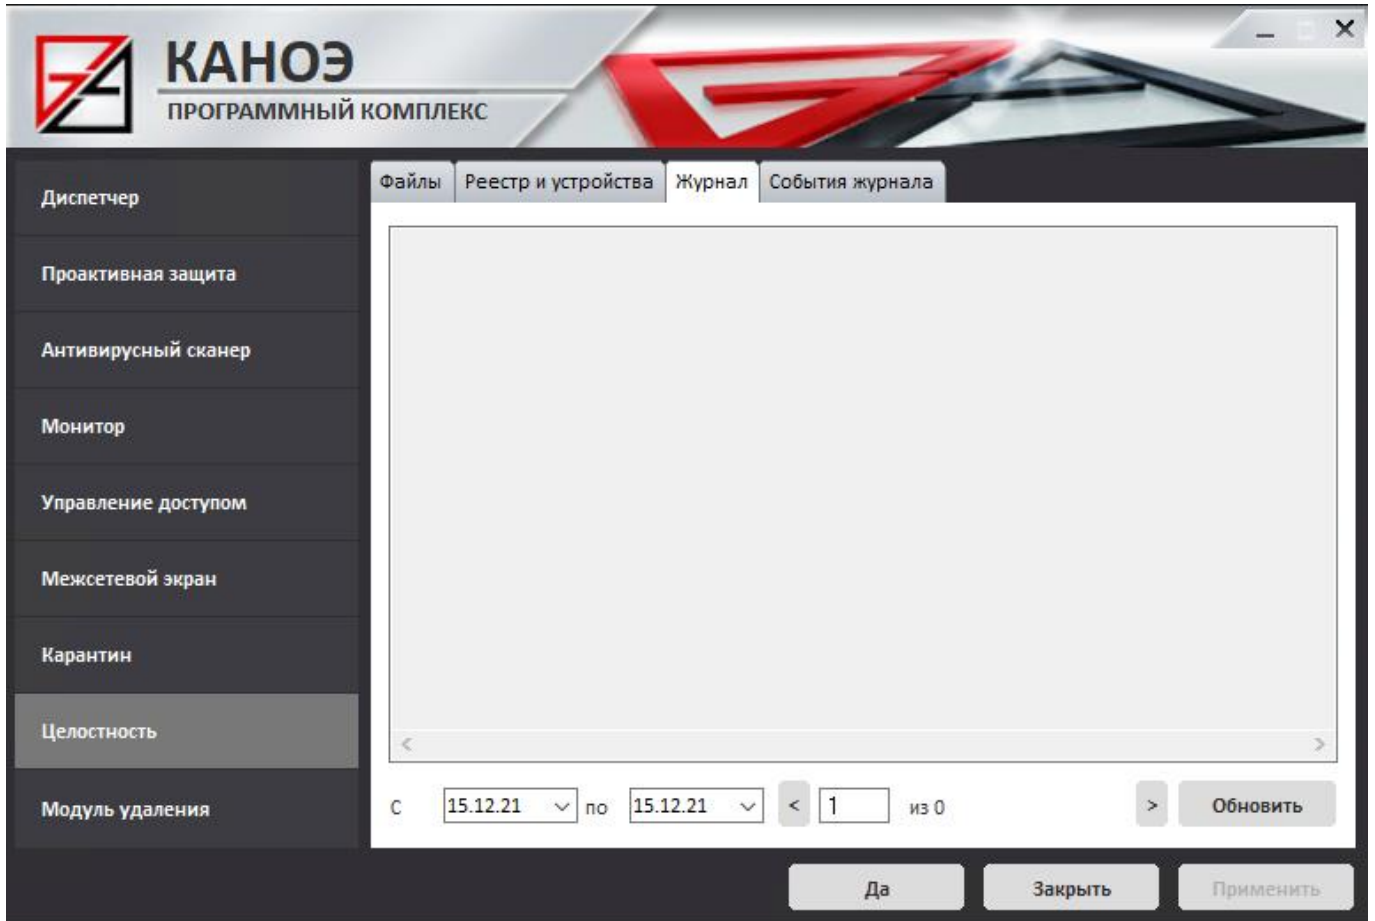 КАНОЭ
ПРОГРАММНЫЙ КОМПЛЕКС
Диспетчер
Проактивная защита
Антивирусный сканер
Монитор
Управление доступом
Межсетевой экран
Карантин
Целостность
Модуль удаления
Файлы Реестр и устройства Журнал События журнала
С 15.12.21 по 15.12.21 < 1 из 0 > Обновить
Да Закрыть Применить